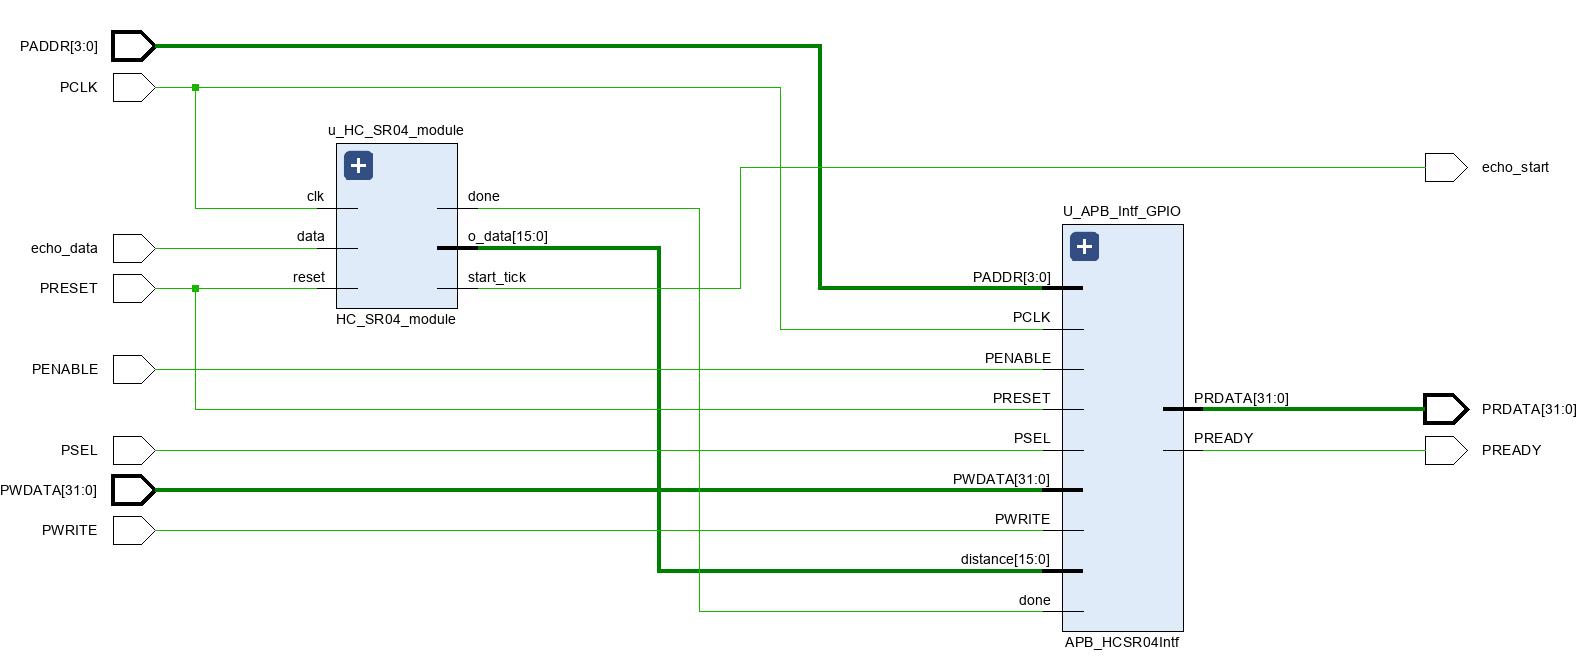 PADDR[3:0]
PCLK
u_HC_SR04_module
clk
done
echo_start
U_APB_Intf_GPIO
data
o_data[15:0]
echo_data
reset
start_tick
PADDR[3:0]
PRESET
HC_SR04_module
PCLK
PENABLE
PENABLE
PRESET
PRDATA[31:0]
PRDATA[31:0]
PSEL
PSEL
PREADY
PREADY
PWDATA[31:0]
PWDATA[31:0]
PWRITE
PWRITE
distance[15:0]
done
APB_HCSR04Intf